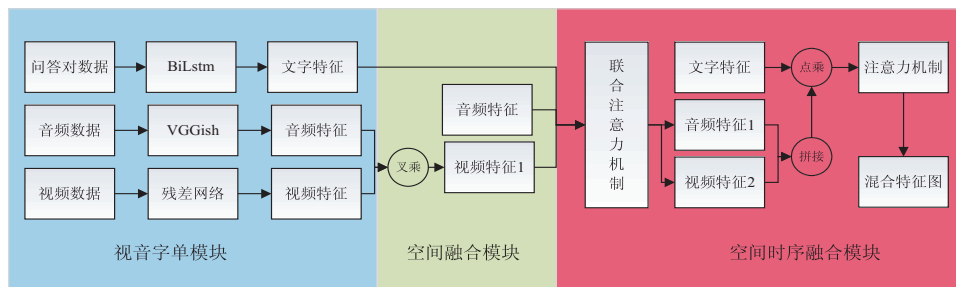 问答对数据
BiLstm
文字特征
音频数据
VGGish
音频特征
视频数据
残差网络
视频特征
视音字单模块
叉乘
音频特征
视频特征1
空间融合模块
联合注意力机制
文字特征
点乘
注意力机制
音频特征1
拼接
视频特征2
混合特征图
空间时序融合模块